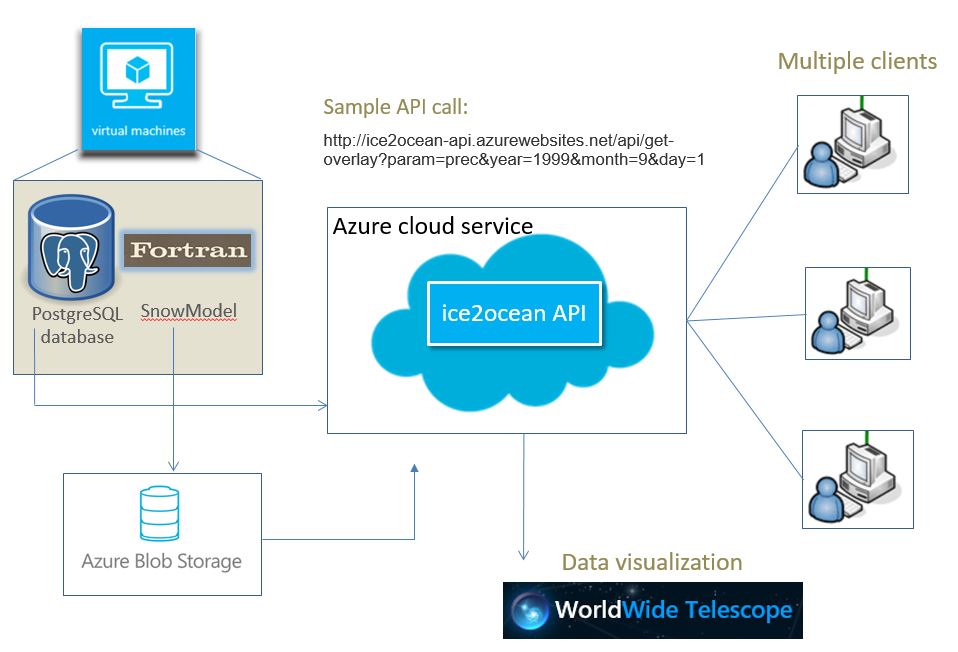 virtual machines
Multiple clients
Sample API call:
http://ice2ocean-api.azurewebsites.net/api/get-
overlay?param=prec&year=1999&month=9&day=1
Fortran
PostgreSQL
database
SnowModel
Azure cloud service
ice2ocean API
Azure Blob Storage
Data visualization
WorldWide Telescope